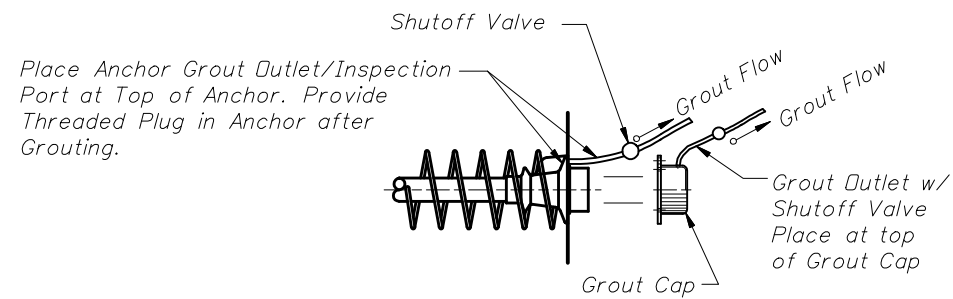 Shutoff Valve
Place Anchor Grout Outlet/Inspection
Port at Top of Anchor. Provide
Threaded Plug in Anchor after
Grouting.
Grout Flow
Grout Flow
Grout Outlet w/
Shutoff Valve
Place at top
of Grout Cap
Grout Cap